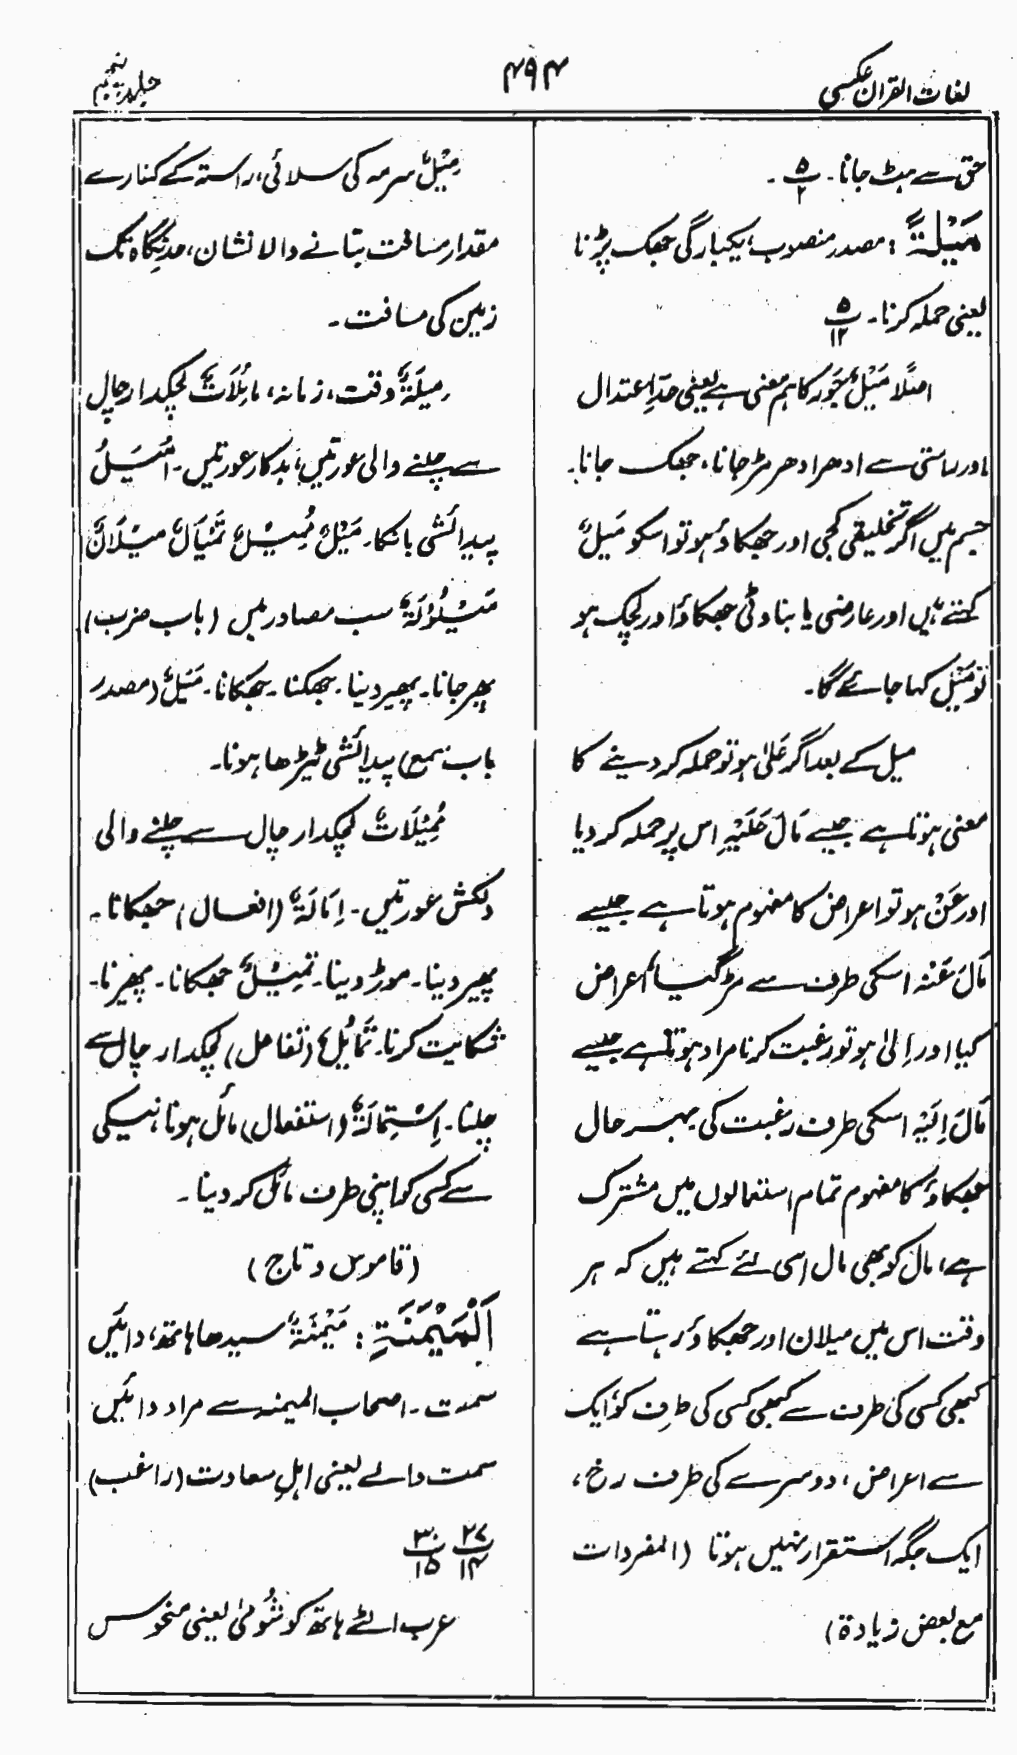 لغات القرآن عکسی
۴۹۴
جلد پنجم
حق سے ہٹ جانا۔ ۵/۲ ۔
مَیْلَۃً : مصدر منصوب، یکبارگی جھک پڑنا
یعنی حملہ کرنا۔ ۵/۱۲
اصلًا مَیْلٌ جَوْر کا ہم معنی ہے یعنی حدِّ اعتدال
اور راستی سے ادھر ادھر مڑ جانا، جھک جانا۔
جسم میں اگر تخلیقی کجی اور جھکاؤ ہو تو اسکو مَیَلٌ
کہتے ہیں اور عارضی یا بناوٹی جھکاؤ اور لچک ہو
تو مَیْل کہا جائے گا۔
میل کے بعد اگر عَلیٰ ہو تو حملہ کر دینے کا
معنی ہوتا ہے جیسے مَالَ عَلَیْہِ اس پر حملہ کر دیا
اور عَنْ ہو تو اعراض کا مفہوم ہوتا ہے جیسے
مَالَ عَنْہ اسکی طرف سے مڑ گیا، اعراض
کیا اور اِلیٰ ہو تو رغبت کرنا مراد ہوتا ہے جیسے
مَالَ اِلَیْہ اسکی طرف رغبت کی بہر حال
جھکاؤ کا مفہوم تمام استعمالوں میں مشترک
ہے، مال کو بھی مال اسی لئے کہتے ہیں کہ ہر
وقت اس میں میلان اور جھکاؤ رہتا ہے
کبھی کسی کی طرف سے کبھی کسی کی طرف کو، ایک
سے اعراض، دوسرے کی طرف رخ،
ایک جگہ استقرار نہیں ہوتا (المفردات
مع بعض زیادۃ)
مِیْلٌ سرمہ کی سلائی، راستہ کے کنارے
مقدار مسافت بتانے والا نشان، مدِّ نگاہ تک
زمین کی مسافت۔
مِیلَۃٌ وقت، زمانہ، مائلَاتٌ لچکدار چال
سے چلنے والی عورتیں، بدکار عورتیں۔ اَمْیَلُ
پیدائشی بانکا۔ مَیْلٌ مُمِیْلٌ تَمْیَالٌ مَیْلَانٌ
مَیْلُوْلَۃٌ سب مصادر ہیں (باب ضرب)
پھر جانا۔ پھیر دینا۔ جھکنا۔ جھکانا۔ مَیَلٌ (مصدر
باب سمع) پیدائشی ٹیڑھا ہونا۔
مُمِیْلَاتٌ لچکدار چال سے چلنے والی
دلکش عورتیں۔ اِمَالَۃٌ (افعال) جھکانا۔
پھیر دینا۔ موڑ دینا۔ تَمْیِیْلٌ جھکانا۔ پھیرنا۔
شکایت کرنا۔ تَمَایُلٌ (تفاعل) لچکدار چال سے
چلنا۔ اِسْتِمَالَۃٌ (استفعال) مائل ہونا، نیکی
سے کسی کو اپنی طرف مائل کر دینا۔
(قاموس و تاج)
اَلْمَیْمَنَۃِ : مَیْمَنَۃٌ سیدھا ہاتھ، دائیں
سمت۔ اصحاب المیمنہ سے مراد دائیں
سمت والے یعنی اہلِ سعادت (راغب)
۲۷/۱۴ ۳۰/۱۵
عرب الٹے ہاتھ کو شُومیٰ یعنی منحوس